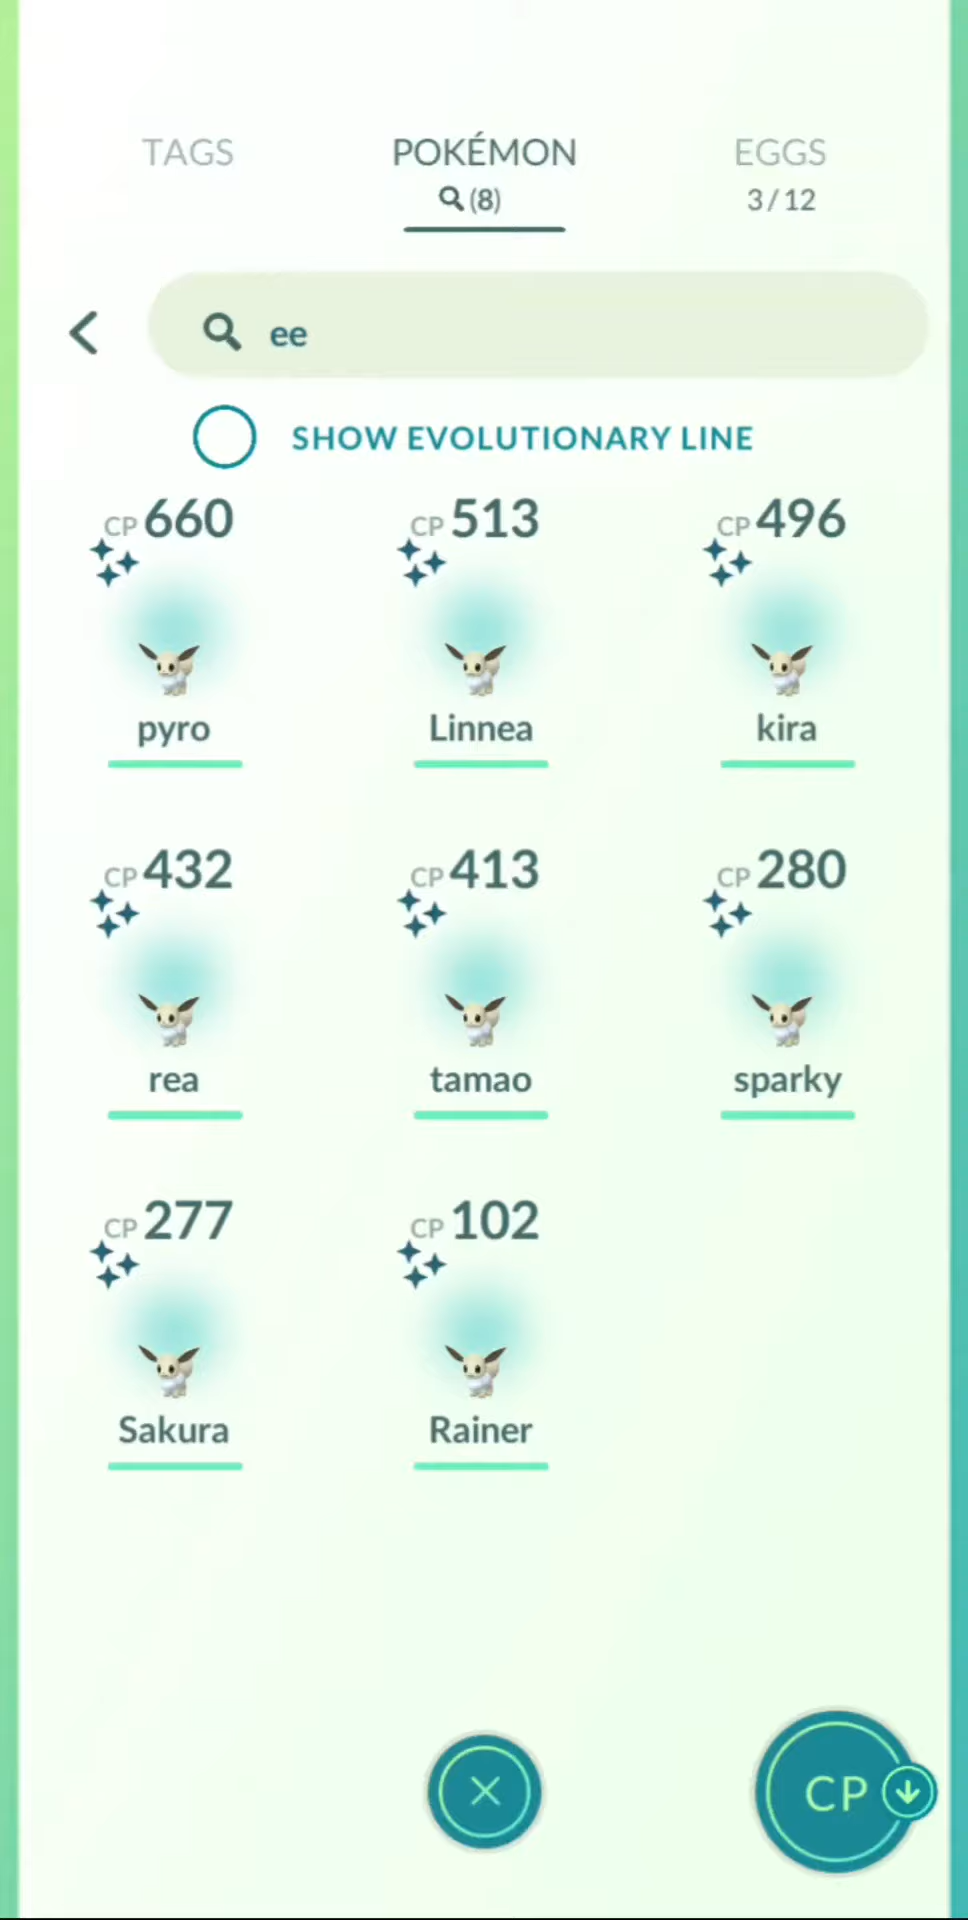 TAGS POKÉMON EGGS
(8) 3 / 12
ee
SHOW EVOLUTIONARY LINE
CP 660 CP 513 CP 496
pyro Linnea kira
CP 432 CP 413 CP 280
rea tamao sparky
CP 277 CP 102
Sakura Rainer
CP